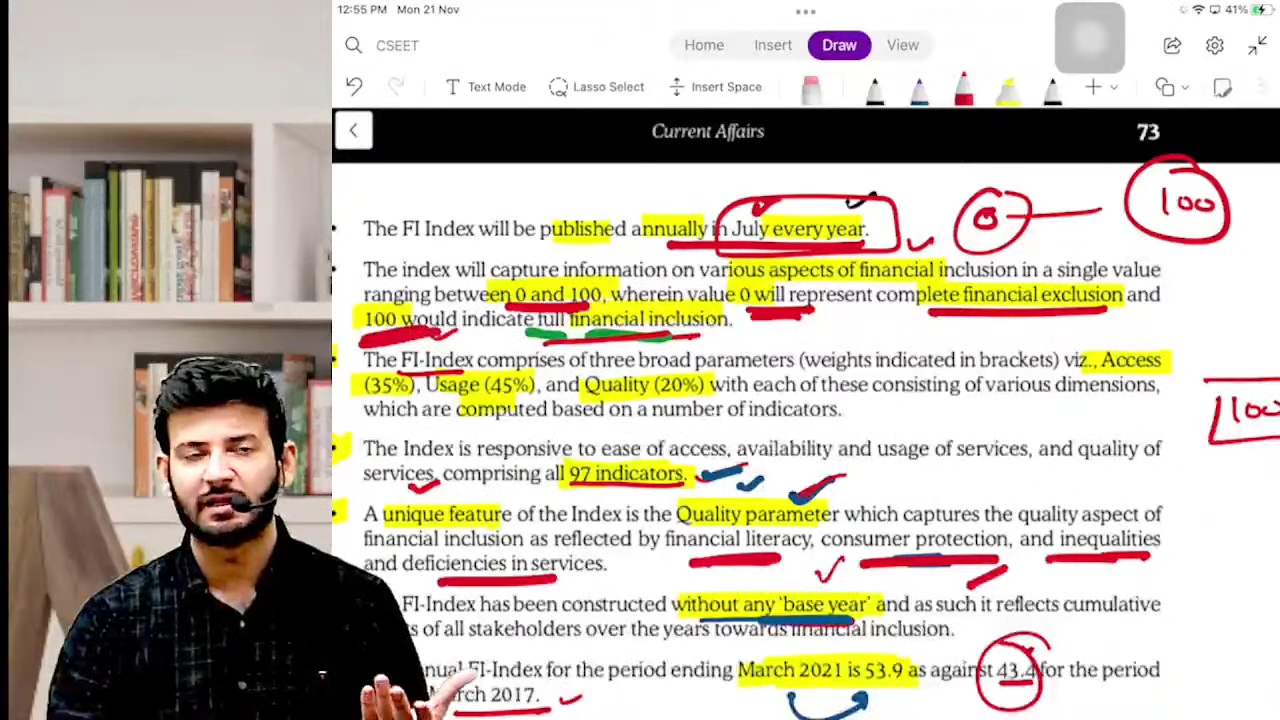 12:55 PM Mon 21 Nov
41%
CSEET
Home Insert Draw View
Text Mode Lasso Select Insert Space
Current Affairs 73
The FI Index will be published annually in July every year.
0 100
The index will capture information on various aspects of financial inclusion in a single value
ranging between 0 and 100, wherein value 0 will represent complete financial exclusion and
100 would indicate full financial inclusion.
The FI-Index comprises of three broad parameters (weights indicated in brackets) viz., Access
(35%), Usage (45%), and Quality (20%) with each of these consisting of various dimensions,
which are computed based on a number of indicators.
100
The Index is responsive to ease of access, availability and usage of services, and quality of
services, comprising all 97 indicators.
A unique feature of the Index is the Quality parameter which captures the quality aspect of
financial inclusion as reflected by financial literacy, consumer protection, and inequalities
and deficiencies in services.
FI-Index has been constructed without any ‘base year’ and as such it reflects cumulative
of all stakeholders over the years towards financial inclusion.
FI-Index for the period ending March 2021 is 53.9 as against 43.4 for the period
March 2017.